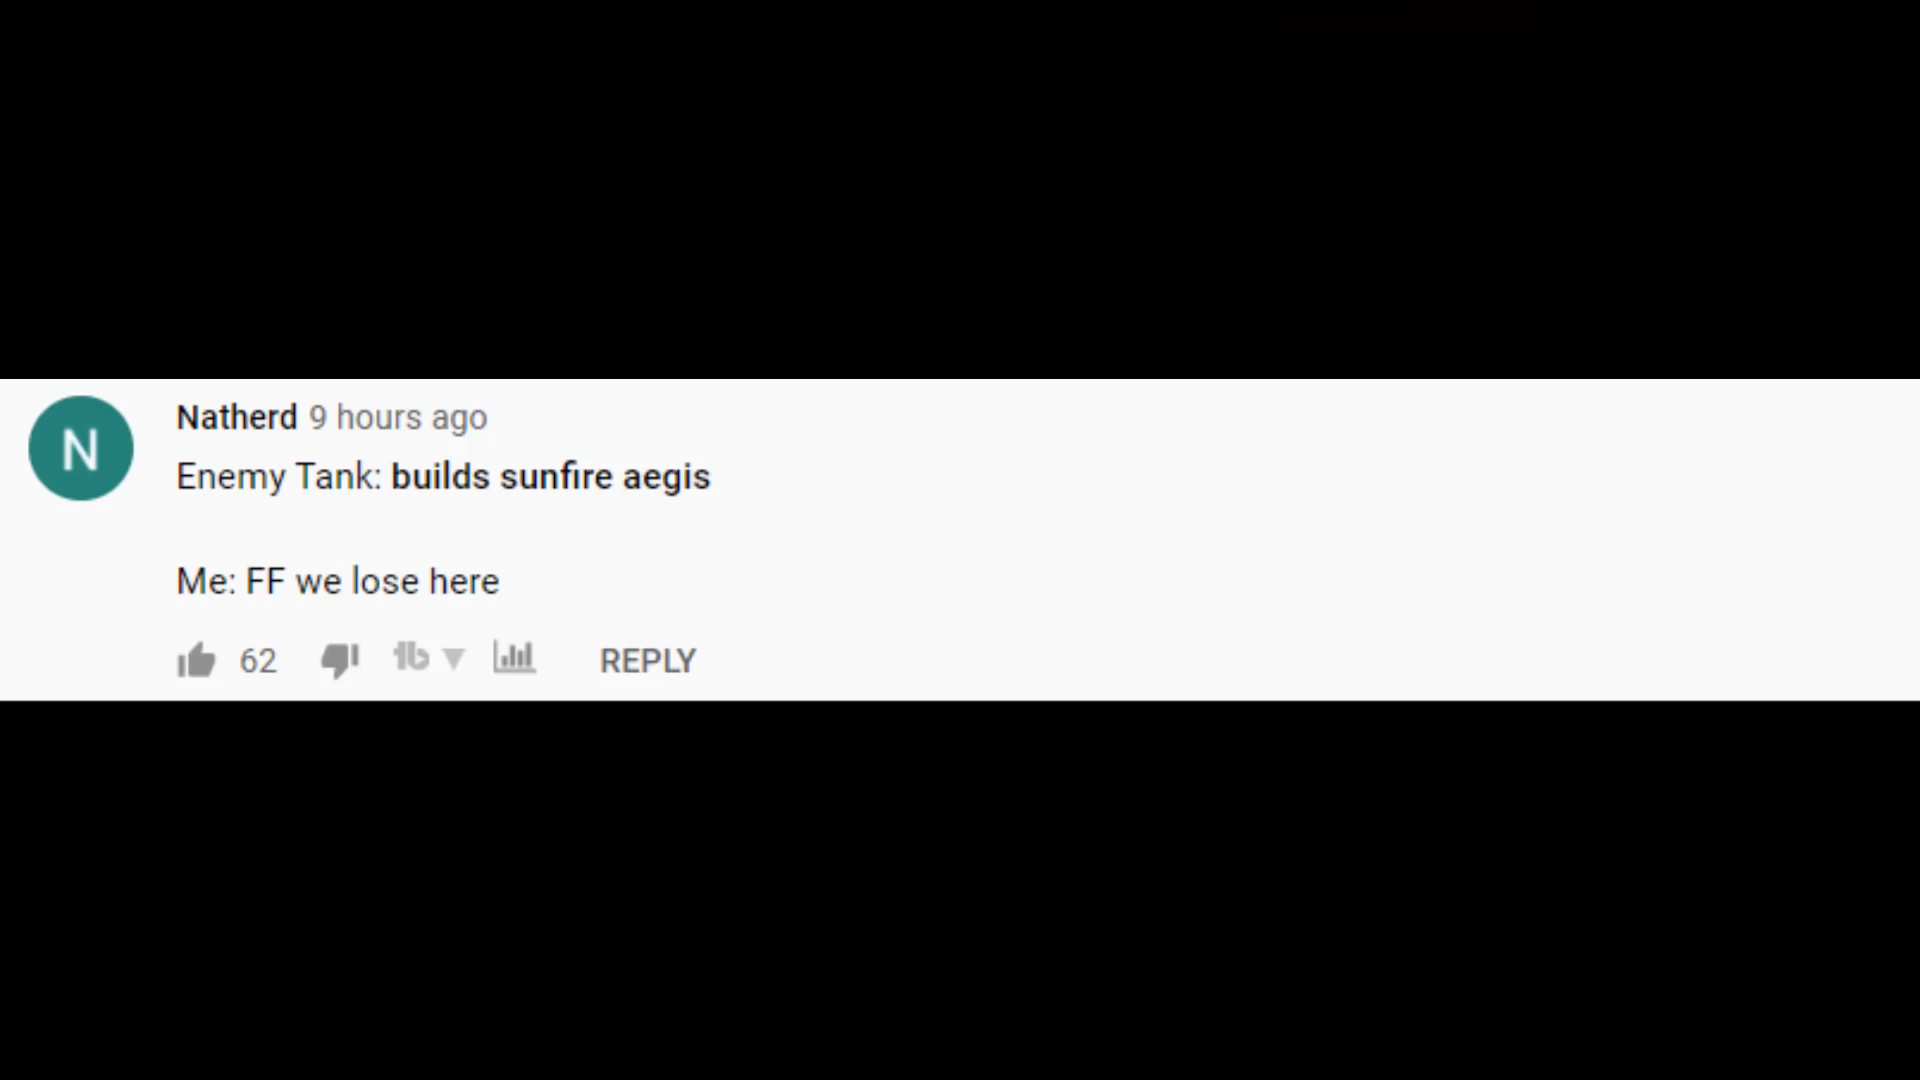 N
Natherd 9 hours ago
Enemy Tank: builds sunfire aegis
Me: FF we lose here
62 REPLY